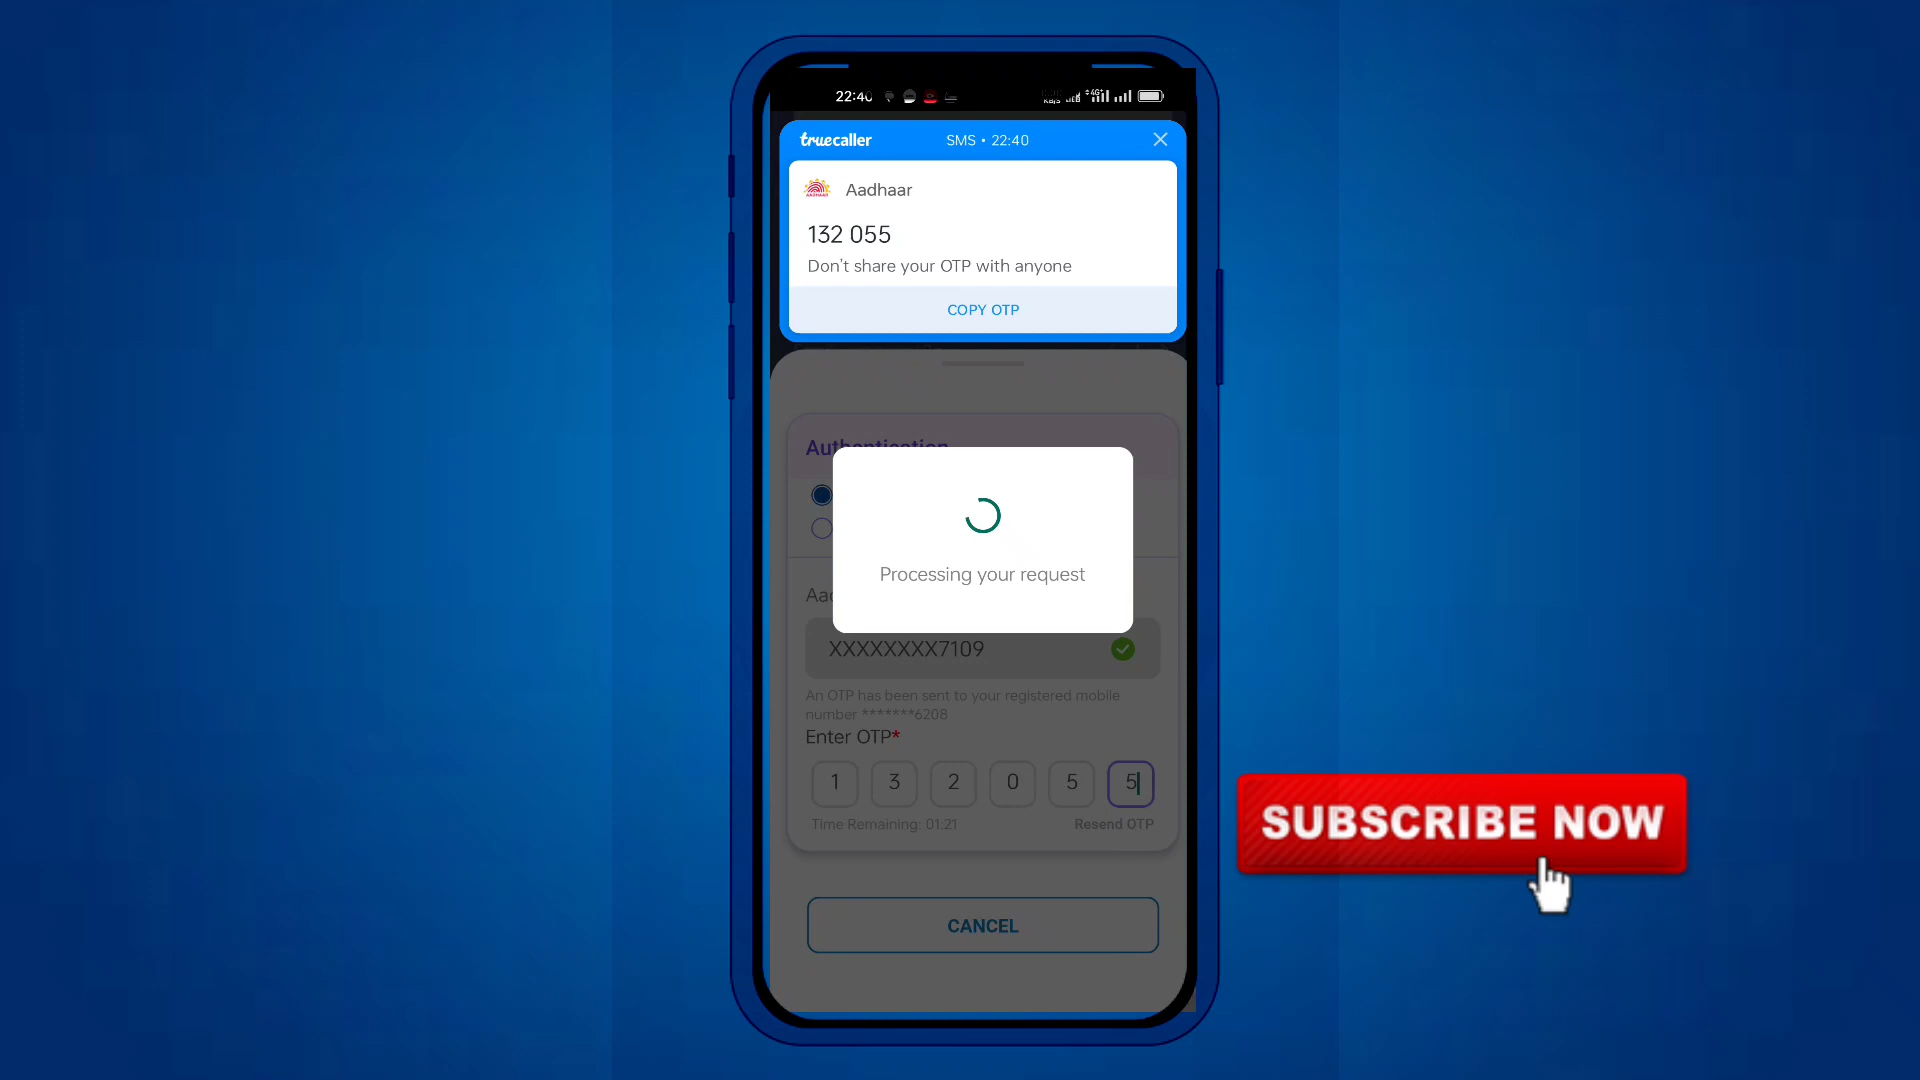 22:40
4G+
truecaller
SMS • 22:40
Aadhaar
132 055
Don't share your OTP with anyone
COPY OTP
Processing your request
XXXXXXXX7109
An OTP has been sent to your registered mobile
number *******6208
Enter OTP*
1 3 2 0 5 5
Time Remaining: 01:21
Resend OTP
SUBSCRIBE NOW
CANCEL